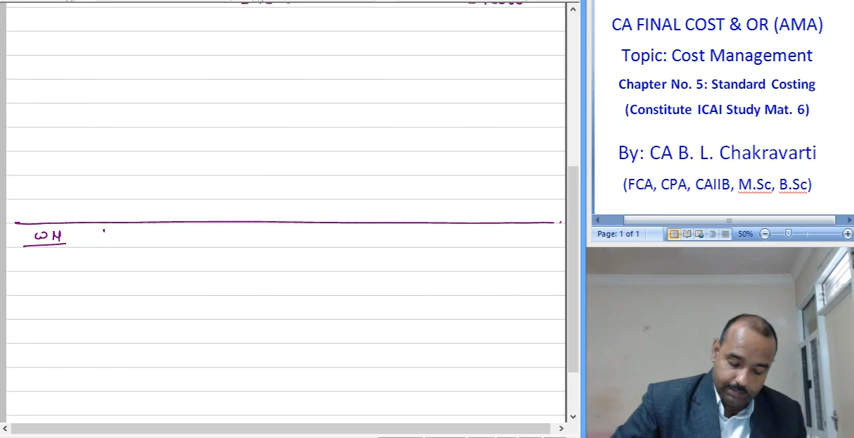 CA FINAL COST & OR (AMA)
Topic: Cost Management
Chapter No. 5: Standard Costing
(Constitute ICAI Study Mat. 6)
By: CA B. L. Chakravarti
(FCA, CPA, CAIIB, M.Sc, B.Sc)
Page: 1 of 1
50%